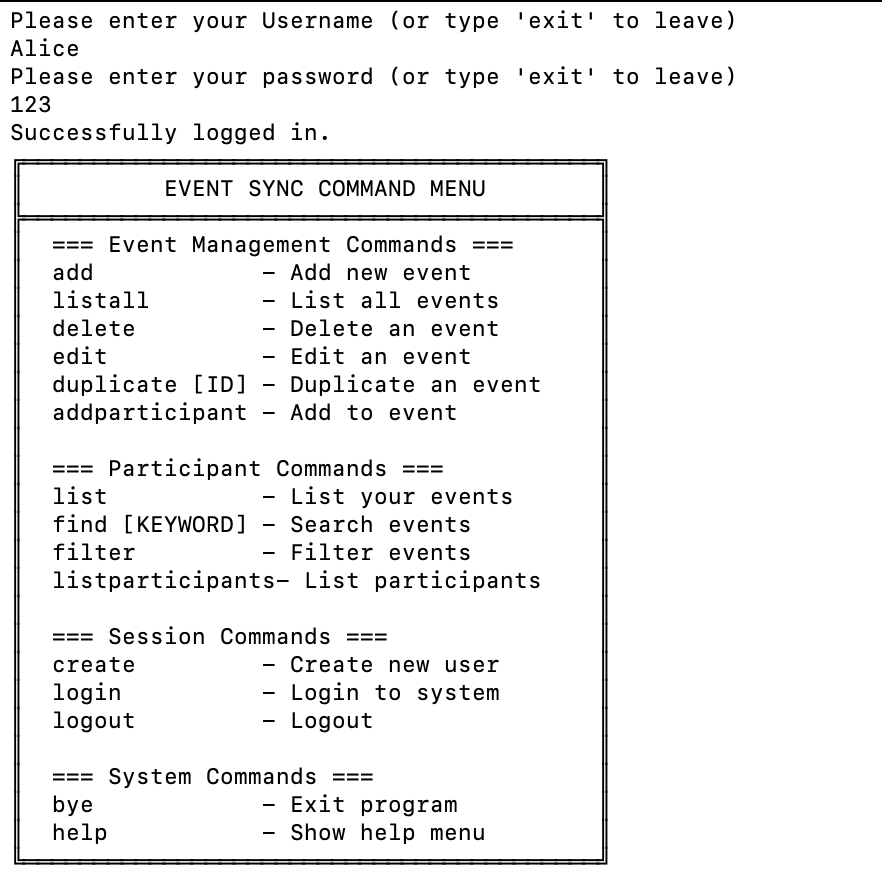 Please enter your Username (or type 'exit' to leave)
Alice
Please enter your password (or type 'exit' to leave)
123
Successfully logged in.
EVENT SYNC COMMAND MENU
=== Event Management Commands ===
add – Add new event
listall – List all events
delete – Delete an event
edit – Edit an event
duplicate [ID] – Duplicate an event
addparticipant – Add to event
=== Participant Commands ===
list – List your events
find [KEYWORD] – Search events
filter – Filter events
listparticipants– List participants
=== Session Commands ===
create – Create new user
login – Login to system
logout – Logout
=== System Commands ===
bye – Exit program
help – Show help menu